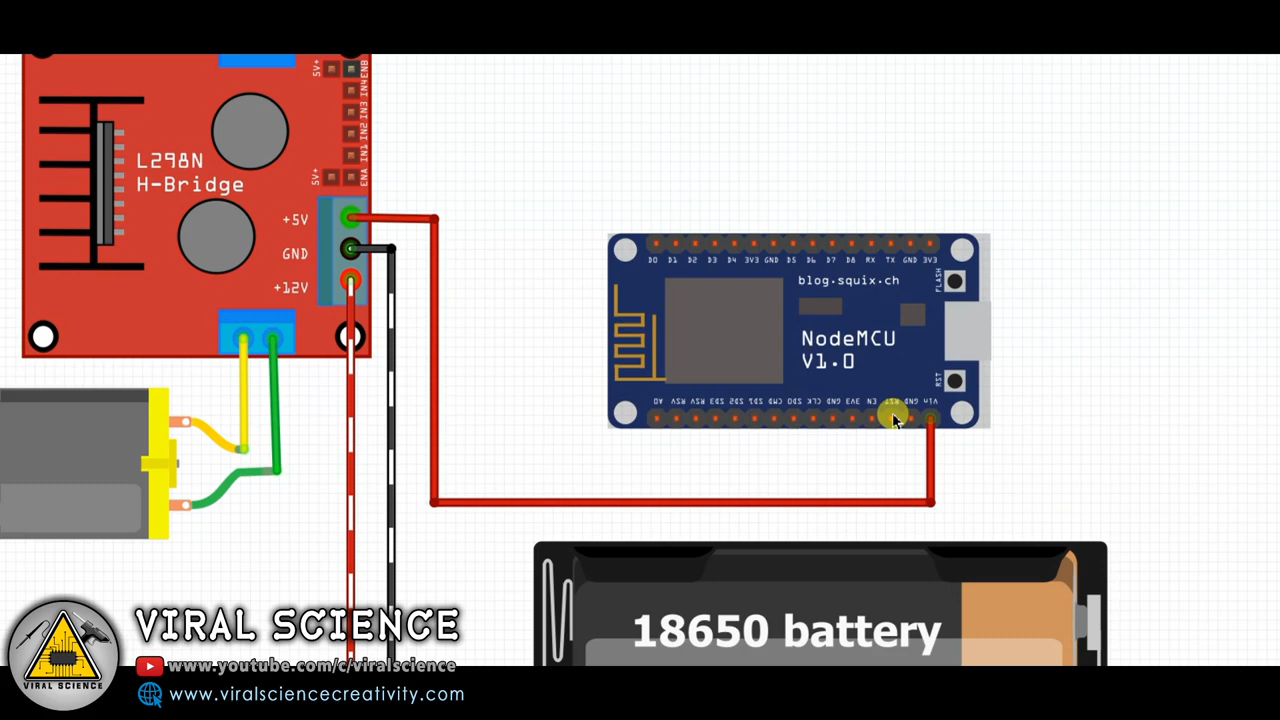 5V+
ENB
IN4
IN3
IN2
IN1
5V+
ENA
L298N
H-Bridge
+5V
GND
+12V
D0 D1 D2 D3 D4 3V3 GND D5 D6 D7 D8 RX TX GND 3V3
blog.squix.ch
FLASH
NodeMCU
V1.0
RST
A0 RSV RSV SD3 SD2 SD1 CMD SD0 CLK GND 3V3 EN RST GND Vin
18650 battery
VIRAL SCIENCE
www.youtube.com/c/viralscience
VIRAL SCIENCE
www.viralsciencecreativity.com